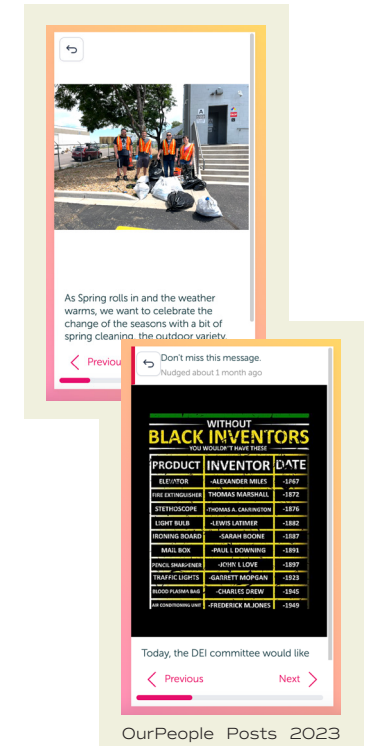 As Spring rolls in and the weather
warms, we want to celebrate the
change of the seasons with a bit of
spring cleaning, the outdoor variety.
Previou
Don't miss this message.
Nudged about 1 month ago
WITHOUT
BLACK INVENTORS
YOU WOULDN'T HAVE THESE
PRODUCT INVENTOR DATE
ELEVATOR -ALEXANDER MILES -1867
FIRE EXTINGUISHER THOMAS MARSHALL -1872
STETHOSCOPE -THOMAS A. CARRINGTON -1876
LIGHT BULB -LEWIS LATIMER -1882
IRONING BOARD -SARAH BOONE -1887
MAIL BOX -PAUL L DOWNING -1891
PENCIL SHARPENER -JOHN L LOVE -1897
TRAFFIC LIGHTS -GARRETT MOPGAN -1923
BLOOD PLASMA BAG -CHARLES DREW -1945
AIR CONDITIONING UNIT -FREDERICK M.JONES -1949
Today, the DEI committee would like
Previous Next
OurPeople Posts 2023